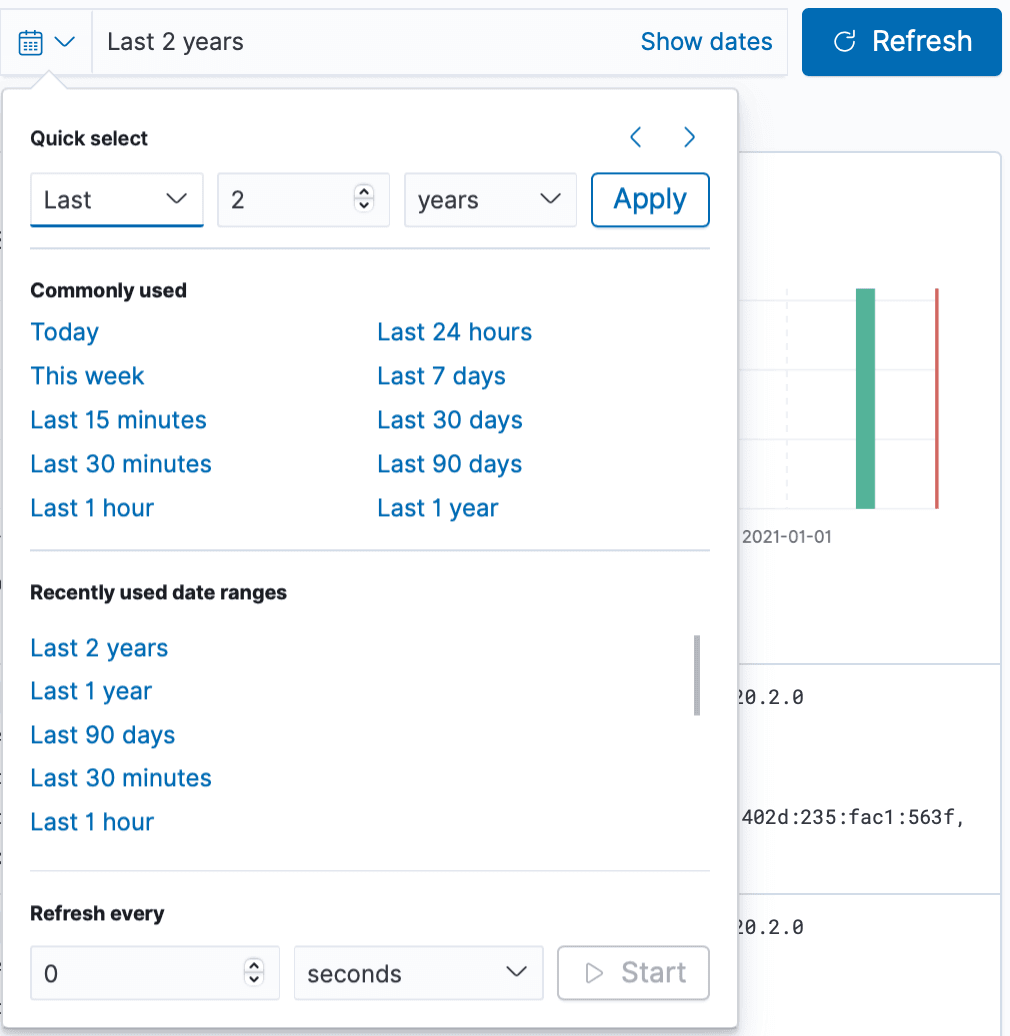 Last 2 years Show dates Refresh
Quick select
Last 2 years Apply
Commonly used
Today Last 24 hours
This week Last 7 days
Last 15 minutes Last 30 days
Last 30 minutes Last 90 days
Last 1 hour Last 1 year
2021-01-01
Recently used date ranges
Last 2 years
Last 1 year
20.2.0
Last 90 days
Last 30 minutes
Last 1 hour 402d:235:fac1:563f,
Refresh every
20.2.0
0 seconds Start